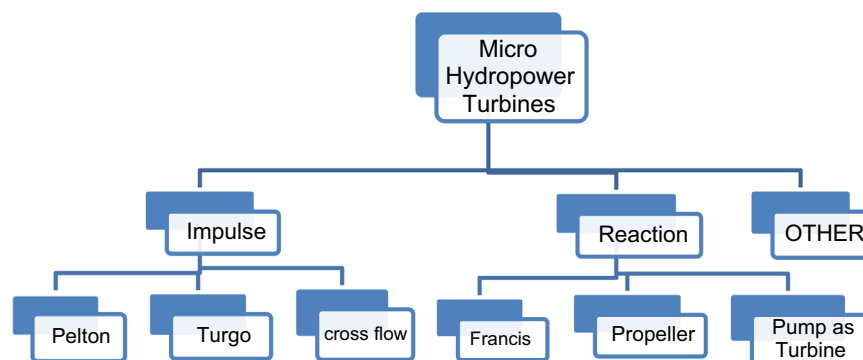 Micro
Hydropower
Turbines
Impulse
Reaction
OTHER
Pelton
Turgo
cross flow
Francis
Propeller
Pump as
Turbine